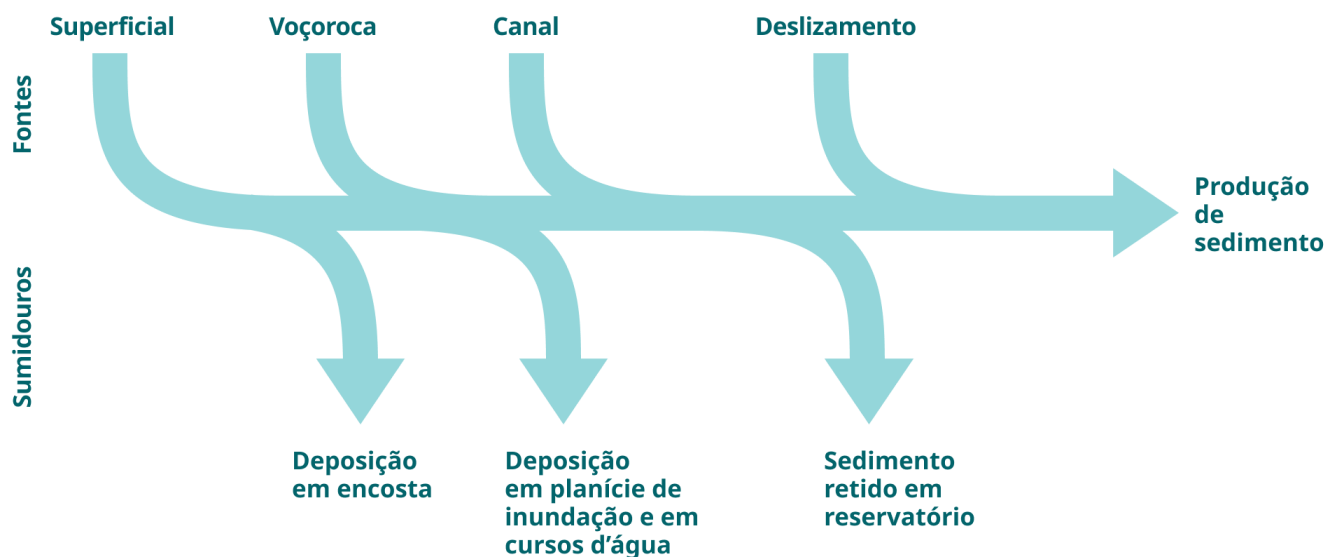 Superficial
Voçoroca
Canal
Deslizamento
Fontes
Produção
de
sedimento
Sumidouros
Deposição
em encosta
Deposição
em planície de
inundação e em
cursos d’água
Sedimento
retido em
reservatório